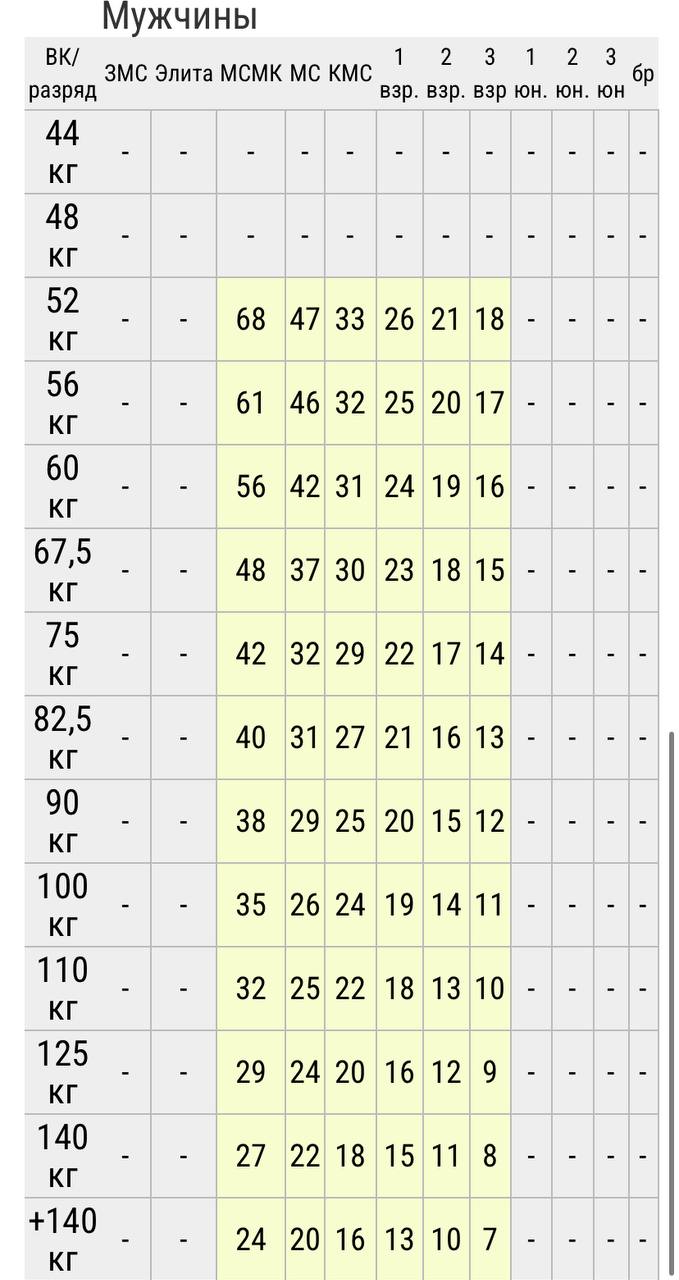 Мужчины
ВК/разряд ЗМС Элита МСМК МС КМС 1 взр. 2 взр. 3 взр 1 юн. 2 юн. 3 юн бр
44 кг - - - - - - - - - - - -
48 кг - - - - - - - - - - - -
52 кг - - 68 47 33 26 21 18 - - - -
56 кг - - 61 46 32 25 20 17 - - - -
60 кг - - 56 42 31 24 19 16 - - - -
67,5 кг - - 48 37 30 23 18 15 - - - -
75 кг - - 42 32 29 22 17 14 - - - -
82,5 кг - - 40 31 27 21 16 13 - - - -
90 кг - - 38 29 25 20 15 12 - - - -
100 кг - - 35 26 24 19 14 11 - - - -
110 кг - - 32 25 22 18 13 10 - - - -
125 кг - - 29 24 20 16 12 9 - - - -
140 кг - - 27 22 18 15 11 8 - - - -
+140 кг - - 24 20 16 13 10 7 - - - -